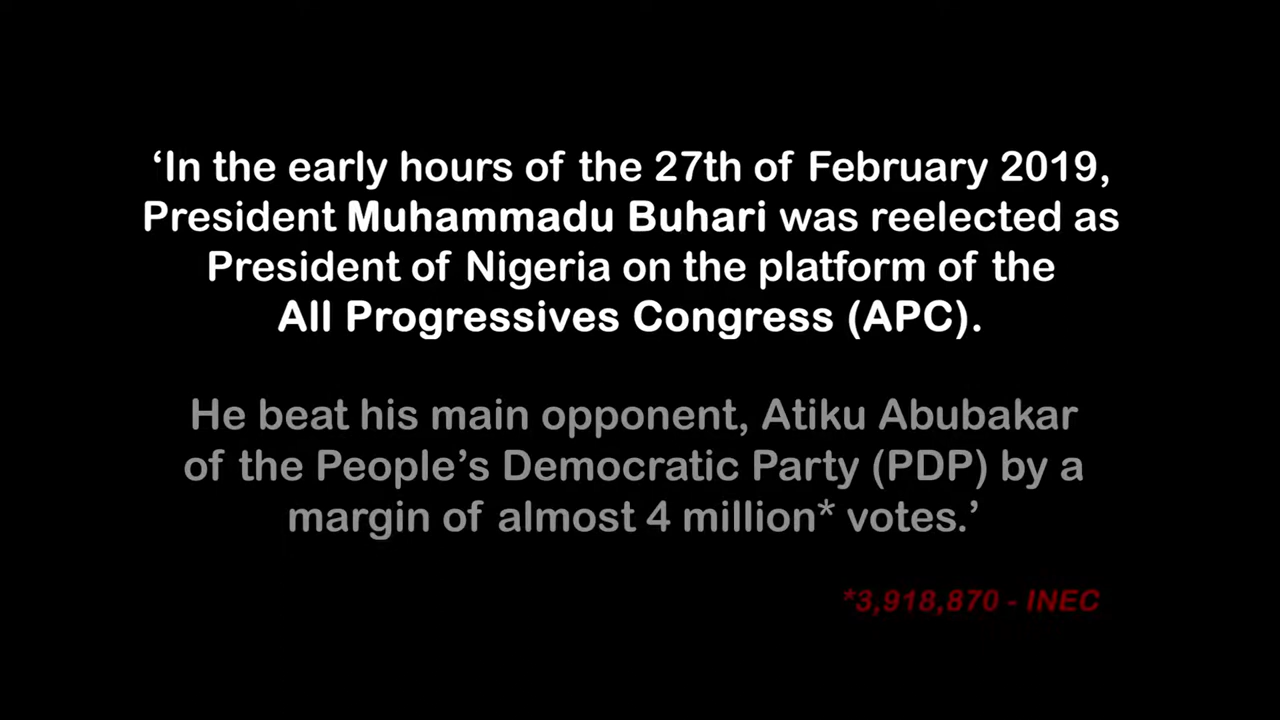 ‘In the early hours of the 27th of February 2019,
President Muhammadu Buhari was reelected as
President of Nigeria on the platform of the
All Progressives Congress (APC).
He beat his main opponent, Atiku Abubakar
of the People’s Democratic Party (PDP) by a
margin of almost 4 million* votes.’
*3,918,870 - INEC